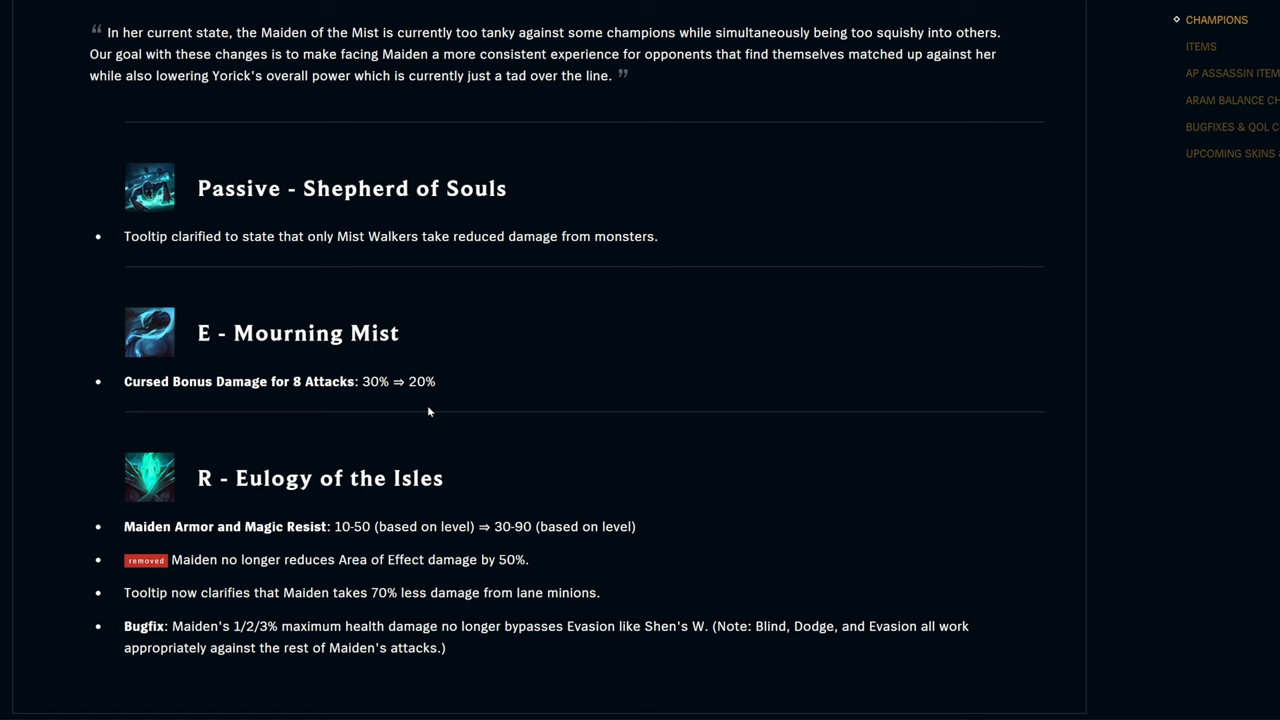 “ In her current state, the Maiden of the Mist is currently too tanky against some champions while simultaneously being too squishy into others.
Our goal with these changes is to make facing Maiden a more consistent experience for opponents that find themselves matched up against her
while also lowering Yorick's overall power which is currently just a tad over the line. ”
Passive - Shepherd of Souls
• Tooltip clarified to state that only Mist Walkers take reduced damage from monsters.
E - Mourning Mist
• Cursed Bonus Damage for 8 Attacks: 30% ⇒ 20%
R - Eulogy of the Isles
• Maiden Armor and Magic Resist: 10-50 (based on level) ⇒ 30-90 (based on level)
• removed Maiden no longer reduces Area of Effect damage by 50%.
• Tooltip now clarifies that Maiden takes 70% less damage from lane minions.
• Bugfix: Maiden's 1/2/3% maximum health damage no longer bypasses Evasion like Shen's W. (Note: Blind, Dodge, and Evasion all work
appropriately against the rest of Maiden's attacks.)
CHAMPIONS
ITEMS
AP ASSASSIN ITEM
ARAM BALANCE CH
BUGFIXES & QOL C
UPCOMING SKINS